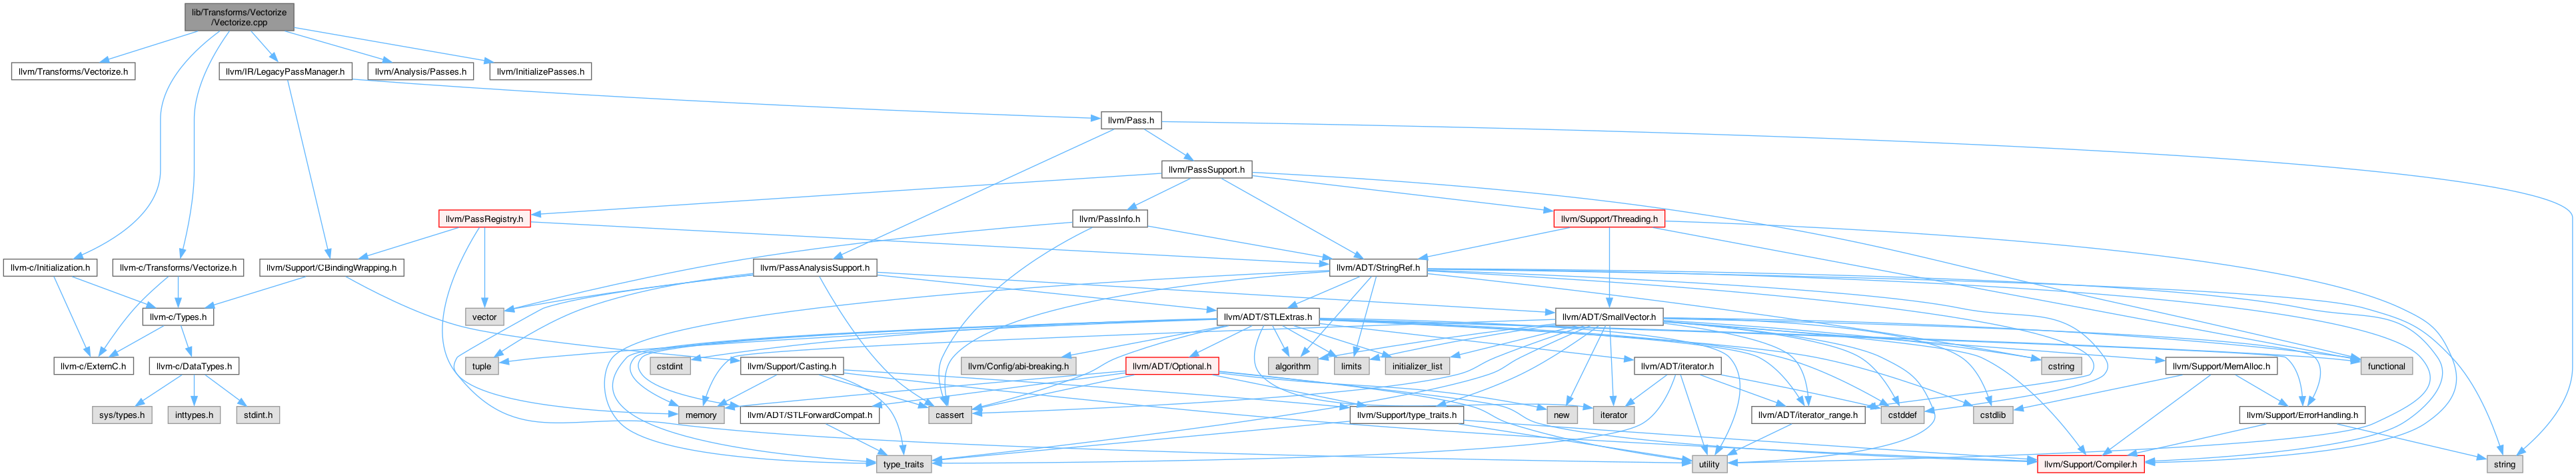 lib/Transforms/Vectorize
/Vectorize.cpp
llvm/Transforms/Vectorize.h
llvm/IR/LegacyPassManager.h
llvm/Analysis/Passes.h
llvm/InitializePasses.h
llvm/Pass.h
llvm/PassSupport.h
llvm/PassRegistry.h
llvm/PassInfo.h
llvm/Support/Threading.h
llvm-c/Initialization.h
llvm-c/Transforms/Vectorize.h
llvm/Support/CBindingWrapping.h
llvm/PassAnalysisSupport.h
llvm/ADT/StringRef.h
llvm-c/Types.h
vector
llvm/ADT/STLExtras.h
llvm/ADT/SmallVector.h
llvm-c/ExternC.h
llvm-c/DataTypes.h
tuple
cstdint
llvm/Support/Casting.h
llvm/Config/abi-breaking.h
llvm/ADT/Optional.h
algorithm
limits
initializer_list
llvm/ADT/iterator.h
cstring
llvm/Support/MemAlloc.h
functional
sys/types.h
inttypes.h
stdint.h
memory
llvm/ADT/STLForwardCompat.h
cassert
llvm/Support/type_traits.h
new
iterator
llvm/ADT/iterator_range.h
cstddef
cstdlib
llvm/Support/ErrorHandling.h
type_traits
utility
llvm/Support/Compiler.h
string